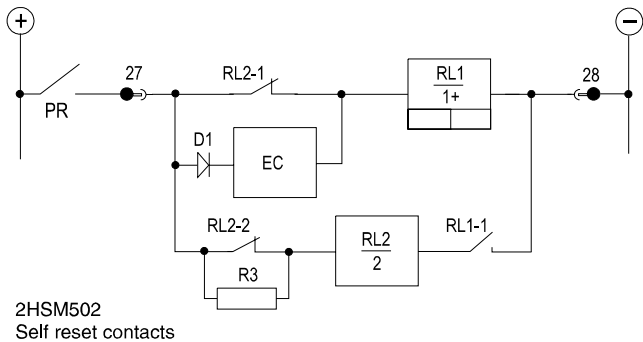 +
−
27
RL2-1
RL1
1+
28
PR
D1
EC
RL2-2
RL2
2
RL1-1
R3
2HSM502
Self reset contacts